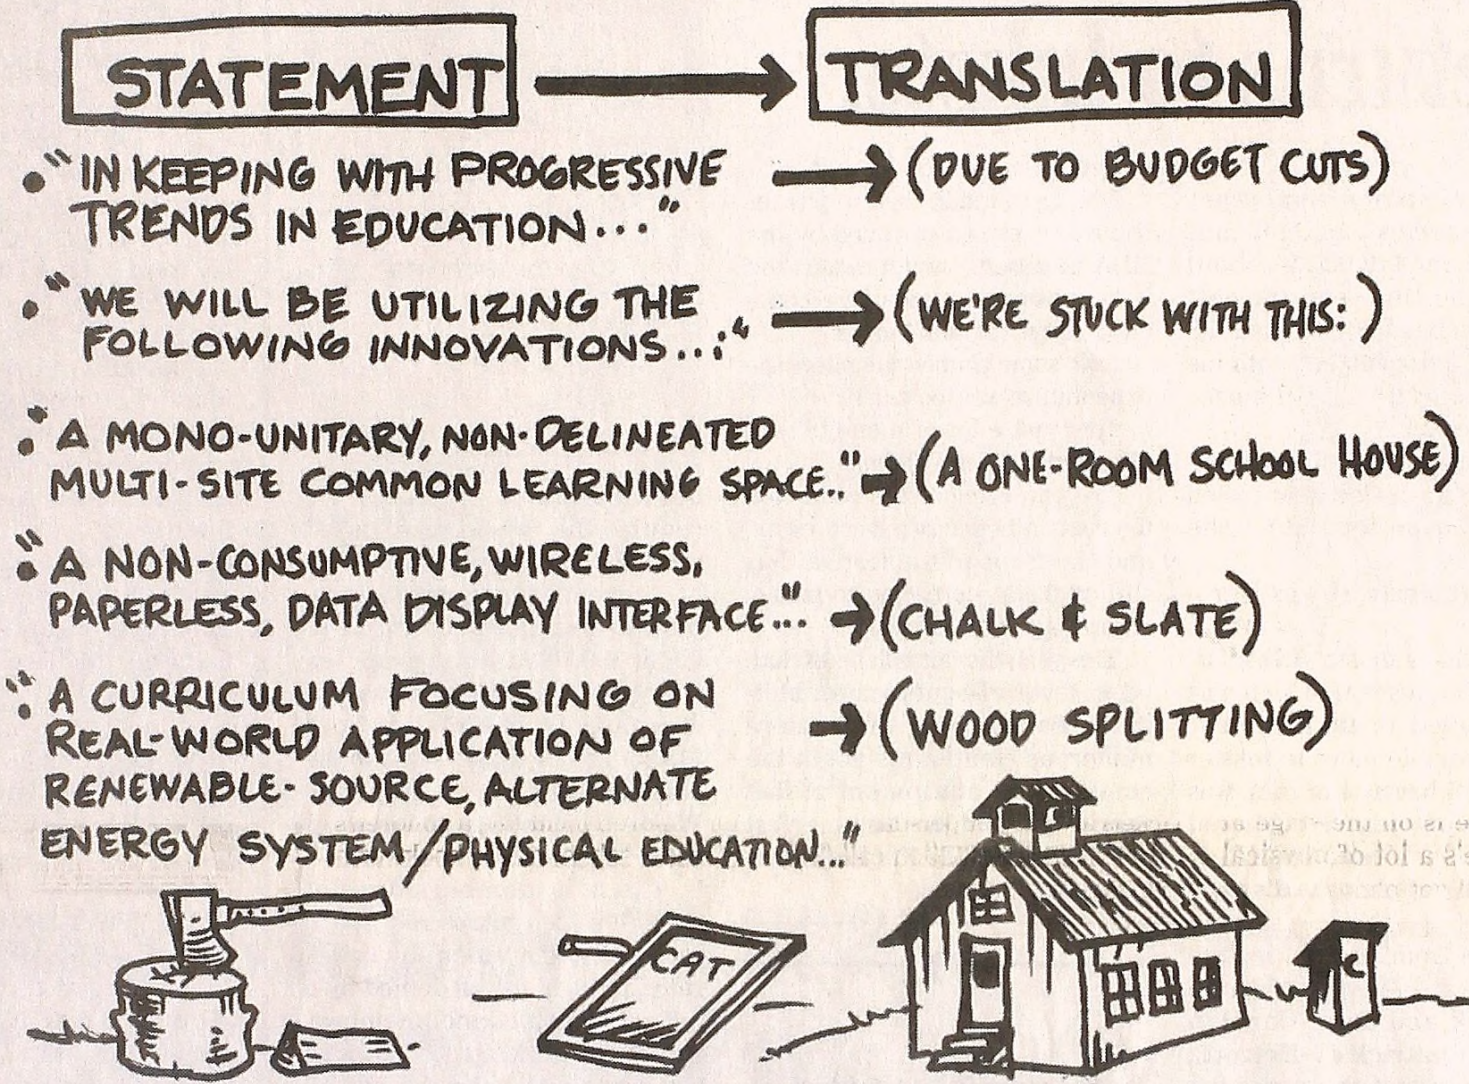 STATEMENT → TRANSLATION
• "IN KEEPING WITH PROGRESSIVE → (DUE TO BUDGET CUTS)
TRENDS IN EDUCATION..."
• "WE WILL BE UTILIZING THE → (WE'RE STUCK WITH THIS: )
FOLLOWING INNOVATIONS...:"
• "A MONO-UNITARY, NON-DELINEATED
MULTI-SITE COMMON LEARNING SPACE.." → (A ONE-ROOM SCHOOL HOUSE)
• "A NON-CONSUMPTIVE, WIRELESS,
PAPERLESS, DATA DISPLAY INTERFACE..." → (CHALK & SLATE)
• "A CURRICULUM FOCUSING ON
REAL-WORLD APPLICATION OF → (WOOD SPLITTING)
RENEWABLE-SOURCE, ALTERNATE
ENERGY SYSTEM/PHYSICAL EDUCATION..."
CAT